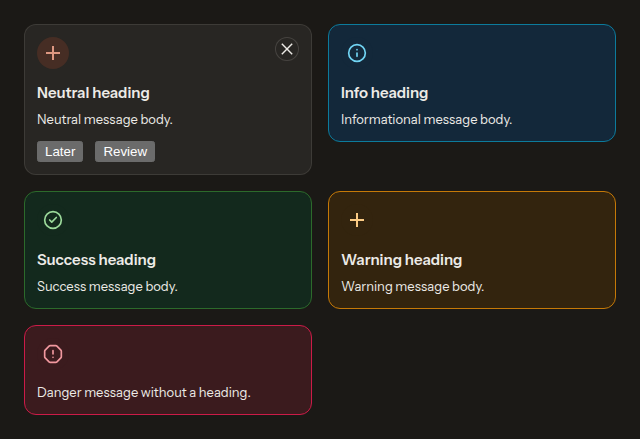 Neutral heading
Neutral message body.
Later
Review
Info heading
Informational message body.
Success heading
Success message body.
Warning heading
Warning message body.
Danger message without a heading.